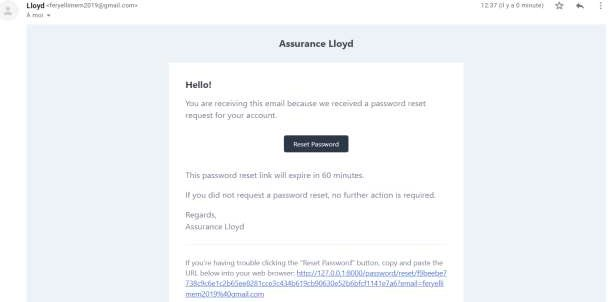 Lloyd <feryellimem2019@gmail.com>
12:37 (il y a 0 minute)
À moi
Assurance Lloyd
Hello!
You are receiving this email because we received a password reset
request for your account.
Reset Password
This password reset link will expire in 60 minutes.
If you did not request a password reset, no further action is required.
Regards,
Assurance Lloyd
If you're having trouble clicking the "Reset Password" button, copy and paste the
URL below into your web browser: http://127.0.0.1:8000/password/reset/f9beebe7
738c9c6e1c2b65ee8281cce3c434b619cb90630e52b6bfcf1141e7a6?email=feryelli
mem2019%40gmail.com